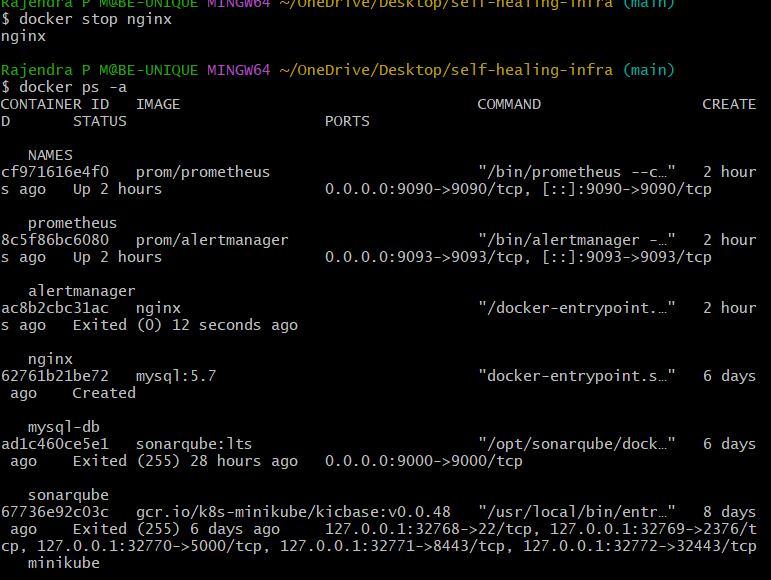 Rajendra P M@BE-UNIQUE MINGW64 ~/OneDrive/Desktop/self-healing-infra (main)
$ docker stop nginx
nginx
Rajendra P M@BE-UNIQUE MINGW64 ~/OneDrive/Desktop/self-healing-infra (main)
$ docker ps -a
CONTAINER ID   IMAGE                                 COMMAND                  CREATE
D       STATUS                     PORTS
   NAMES
cf971616e4f0   prom/prometheus                       "/bin/prometheus --c…"   2 hour
s ago   Up 2 hours                 0.0.0.0:9090->9090/tcp, [::]:9090->9090/tcp
   prometheus
8c5f86bc6080   prom/alertmanager                     "/bin/alertmanager -…"   2 hour
s ago   Up 2 hours                 0.0.0.0:9093->9093/tcp, [::]:9093->9093/tcp
   alertmanager
ac8b2cbc31ac   nginx                                 "/docker-entrypoint.…"   2 hour
s ago   Exited (0) 12 seconds ago
   nginx
62761b21be72   mysql:5.7                             "docker-entrypoint.s…"   6 days
 ago    Created
   mysql-db
ad1c460ce5e1   sonarqube:lts                         "/opt/sonarqube/dock…"   6 days
 ago    Exited (255) 28 hours ago   0.0.0.0:9000->9000/tcp
   sonarqube
67736e92c03c   gcr.io/k8s-minikube/kicbase:v0.0.48   "/usr/local/bin/entr…"   8 days
 ago    Exited (255) 6 days ago     127.0.0.1:32768->22/tcp, 127.0.0.1:32769->2376/t
cp, 127.0.0.1:32770->5000/tcp, 127.0.0.1:32771->8443/tcp, 127.0.0.1:32772->32443/tcp
   minikube